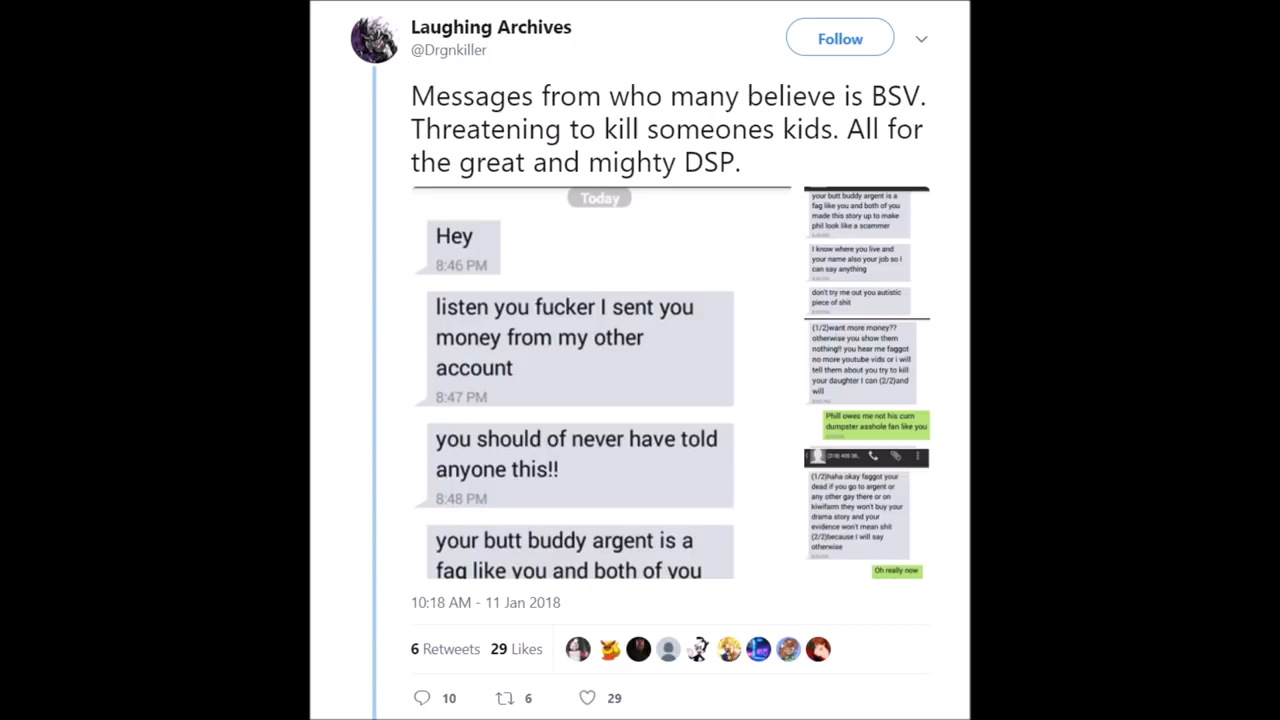 Laughing Archives
@Drgnkiller
Follow
Messages from who many believe is BSV.
Threatening to kill someones kids. All for
the great and mighty DSP.
Today
Hey
8:46 PM
listen you fucker I sent you
money from my other
account
8:47 PM
you should of never have told
anyone this!!
8:48 PM
your butt buddy argent is a
fag like you and both of you
your butt buddy argent is a
fag like you and both of you
made this story up to make
phil look like a scammer
I know where you live and
your name also your job so I
can say anything
don't try me out you autistic
piece of shit
(1/2)want more money??
otherwise you show them
nothing!! you hear me faggot
no more youtube vids or i will
tell them about you try to kill
your daughter I can (2/2)and
will
Phill owes me not his cum
dumpster asshole fan like you
(1/2)haha okay faggot your
dead if you go to argent or
any other gay there or on
kiwifarm they won't buy your
drama story and your
evidence won't mean shit
(2/2)because I will say
otherwise
Oh really now
10:18 AM - 11 Jan 2018
6 Retweets 29 Likes
10 6 29